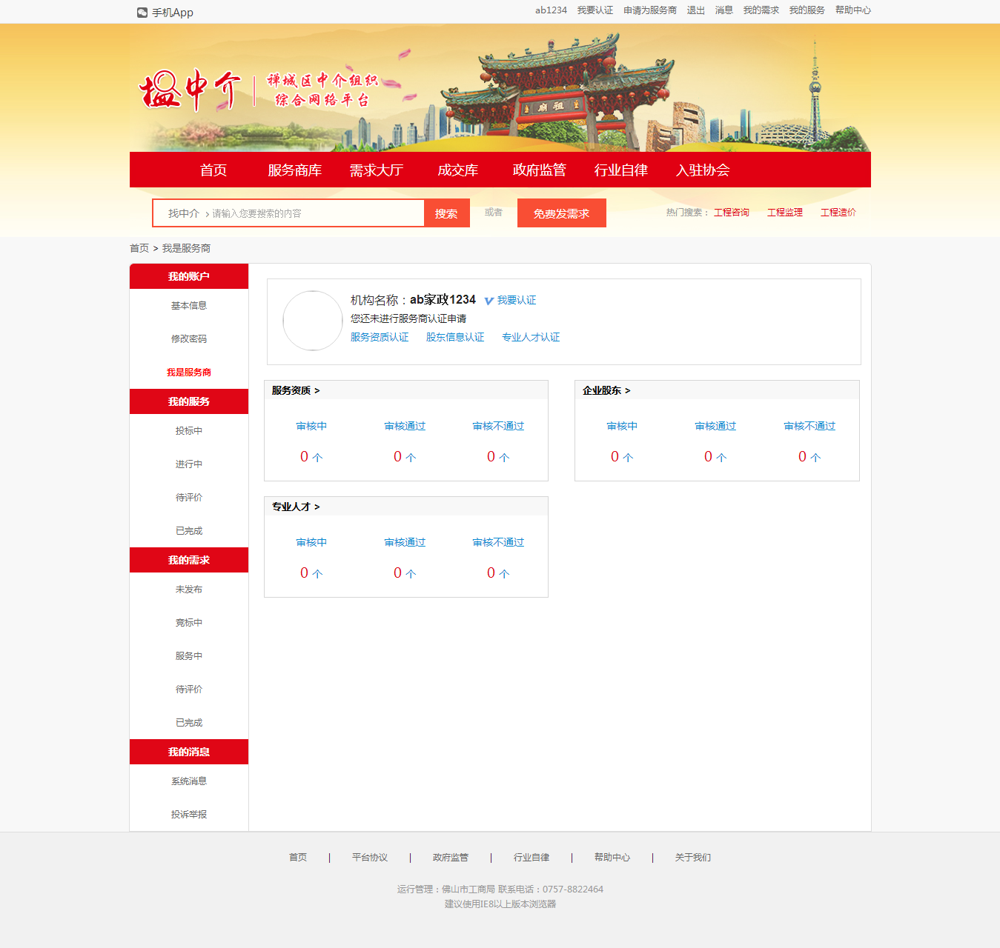 手机App
ab1234 我要认证 申请为服务商 退出 消息 我的需求 我的服务 帮助中心
揾中介 禅城区中介组织
综合网络平台
祖廟
首页 服务商库 需求大厅 成交库 政府监管 行业自律 入驻协会
找中介 > 请输入您要搜索的内容 搜索 或者 免费发需求 热门搜索： 工程咨询 工程监理 工程造价
首页 > 我是服务商
我的账户
基本信息
修改密码
我是服务商
我的服务
投标中
进行中
待评价
已完成
我的需求
未发布
竞标中
服务中
待评价
已完成
我的消息
系统消息
投诉举报
机构名称：ab家政1234 我要认证
您还未进行服务商认证申请
服务资质认证 股东信息认证 专业人才认证
服务资质 >
审核中 审核通过 审核不通过
0 个 0 个 0 个
企业股东 >
审核中 审核通过 审核不通过
0 个 0 个 0 个
专业人才 >
审核中 审核通过 审核不通过
0 个 0 个 0 个
首页 | 平台协议 | 政府监管 | 行业自律 | 帮助中心 | 关于我们
运行管理：佛山市工商局 联系电话：0757-8822464
建议使用IE8以上版本浏览器